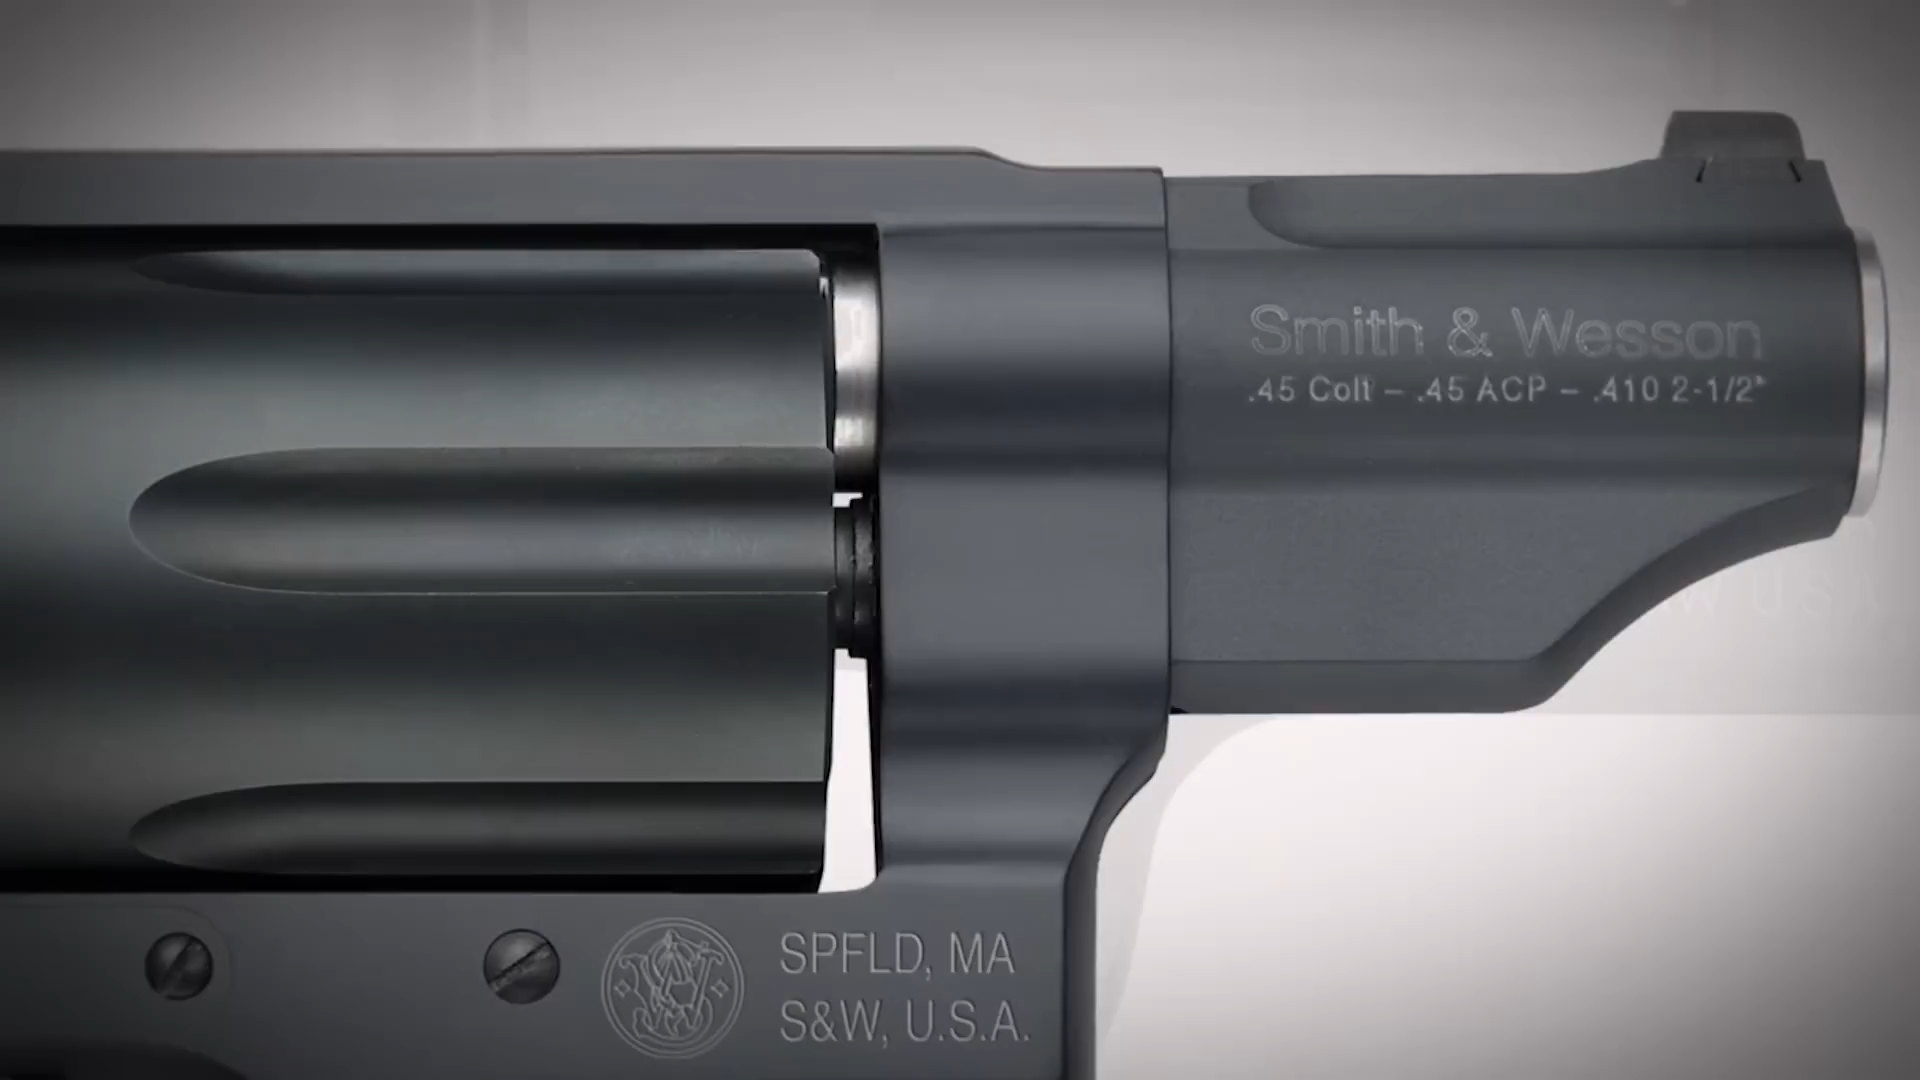 Smith & Wesson
.45 Colt – .45 ACP – .410 2-1/2"
SPFLD, MA
S&W, U.S.A.